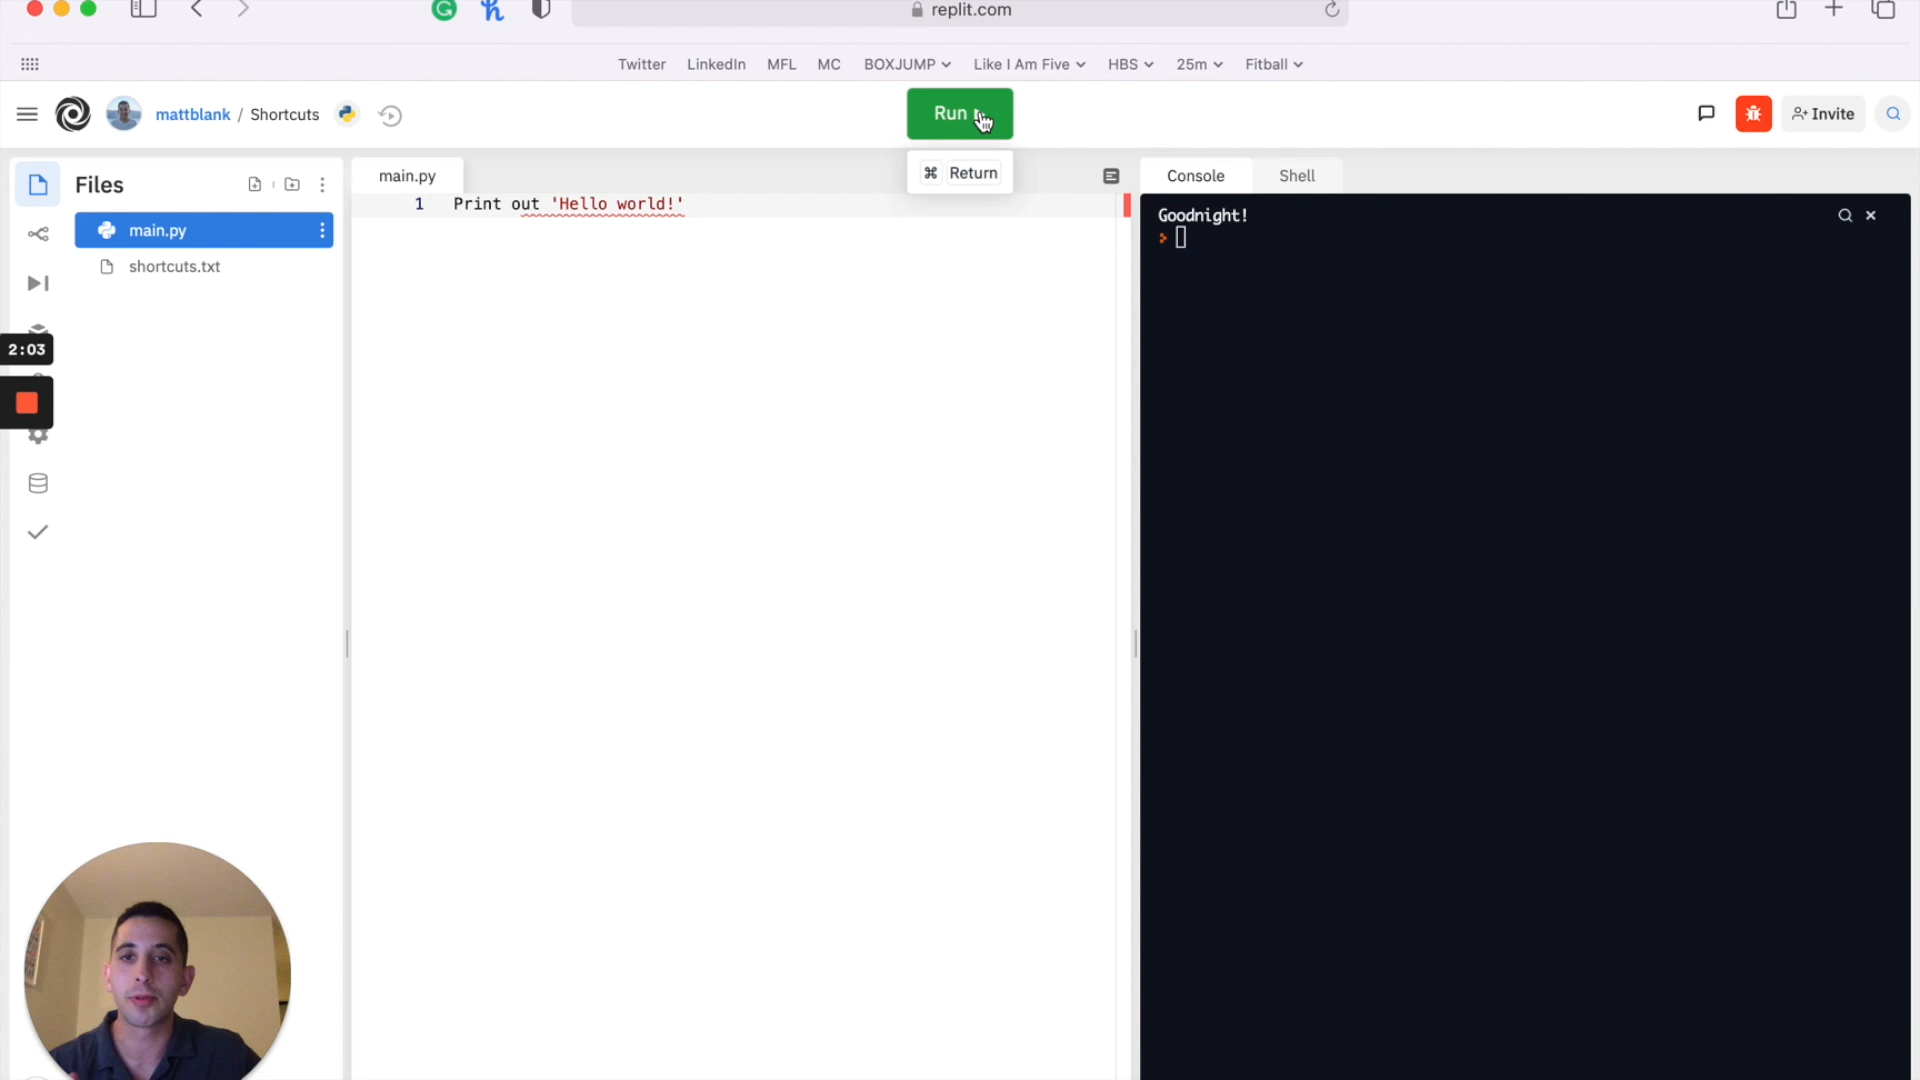 replit.com
Twitter LinkedIn MFL MC BOXJUMP Like I Am Five HBS 25m Fitball
mattblank / Shortcuts
Run
Invite
⌘ Return
Files
main.py
shortcuts.txt
2:03
main.py
1 Print out 'Hello world!'
Console Shell
Goodnight!